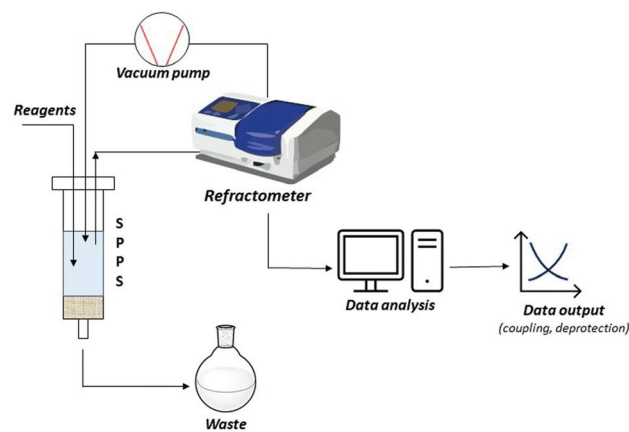 Vacuum pump
Reagents
Refractometer
S
P
P
S
Data analysis
Data output
(coupling, deprotection)
Waste